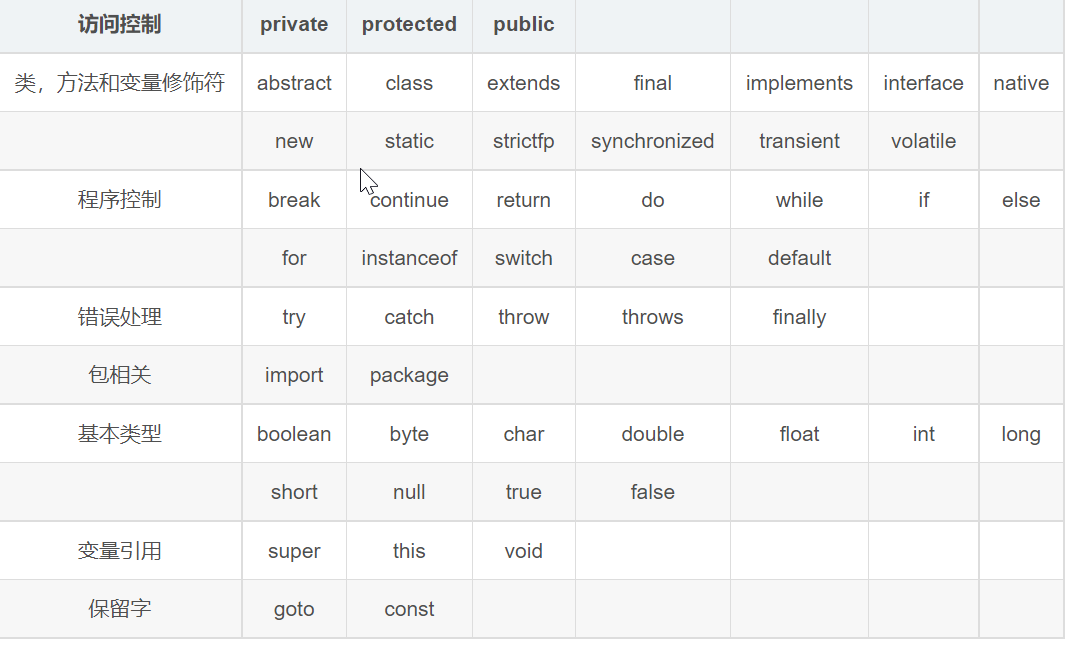 访问控制 private protected public
类，方法和变量修饰符 abstract class extends final implements interface native
new static strictfp synchronized transient volatile
程序控制 break continue return do while if else
for instanceof switch case default
错误处理 try catch throw throws finally
包相关 import package
基本类型 boolean byte char double float int long
short null true false
变量引用 super this void
保留字 goto const